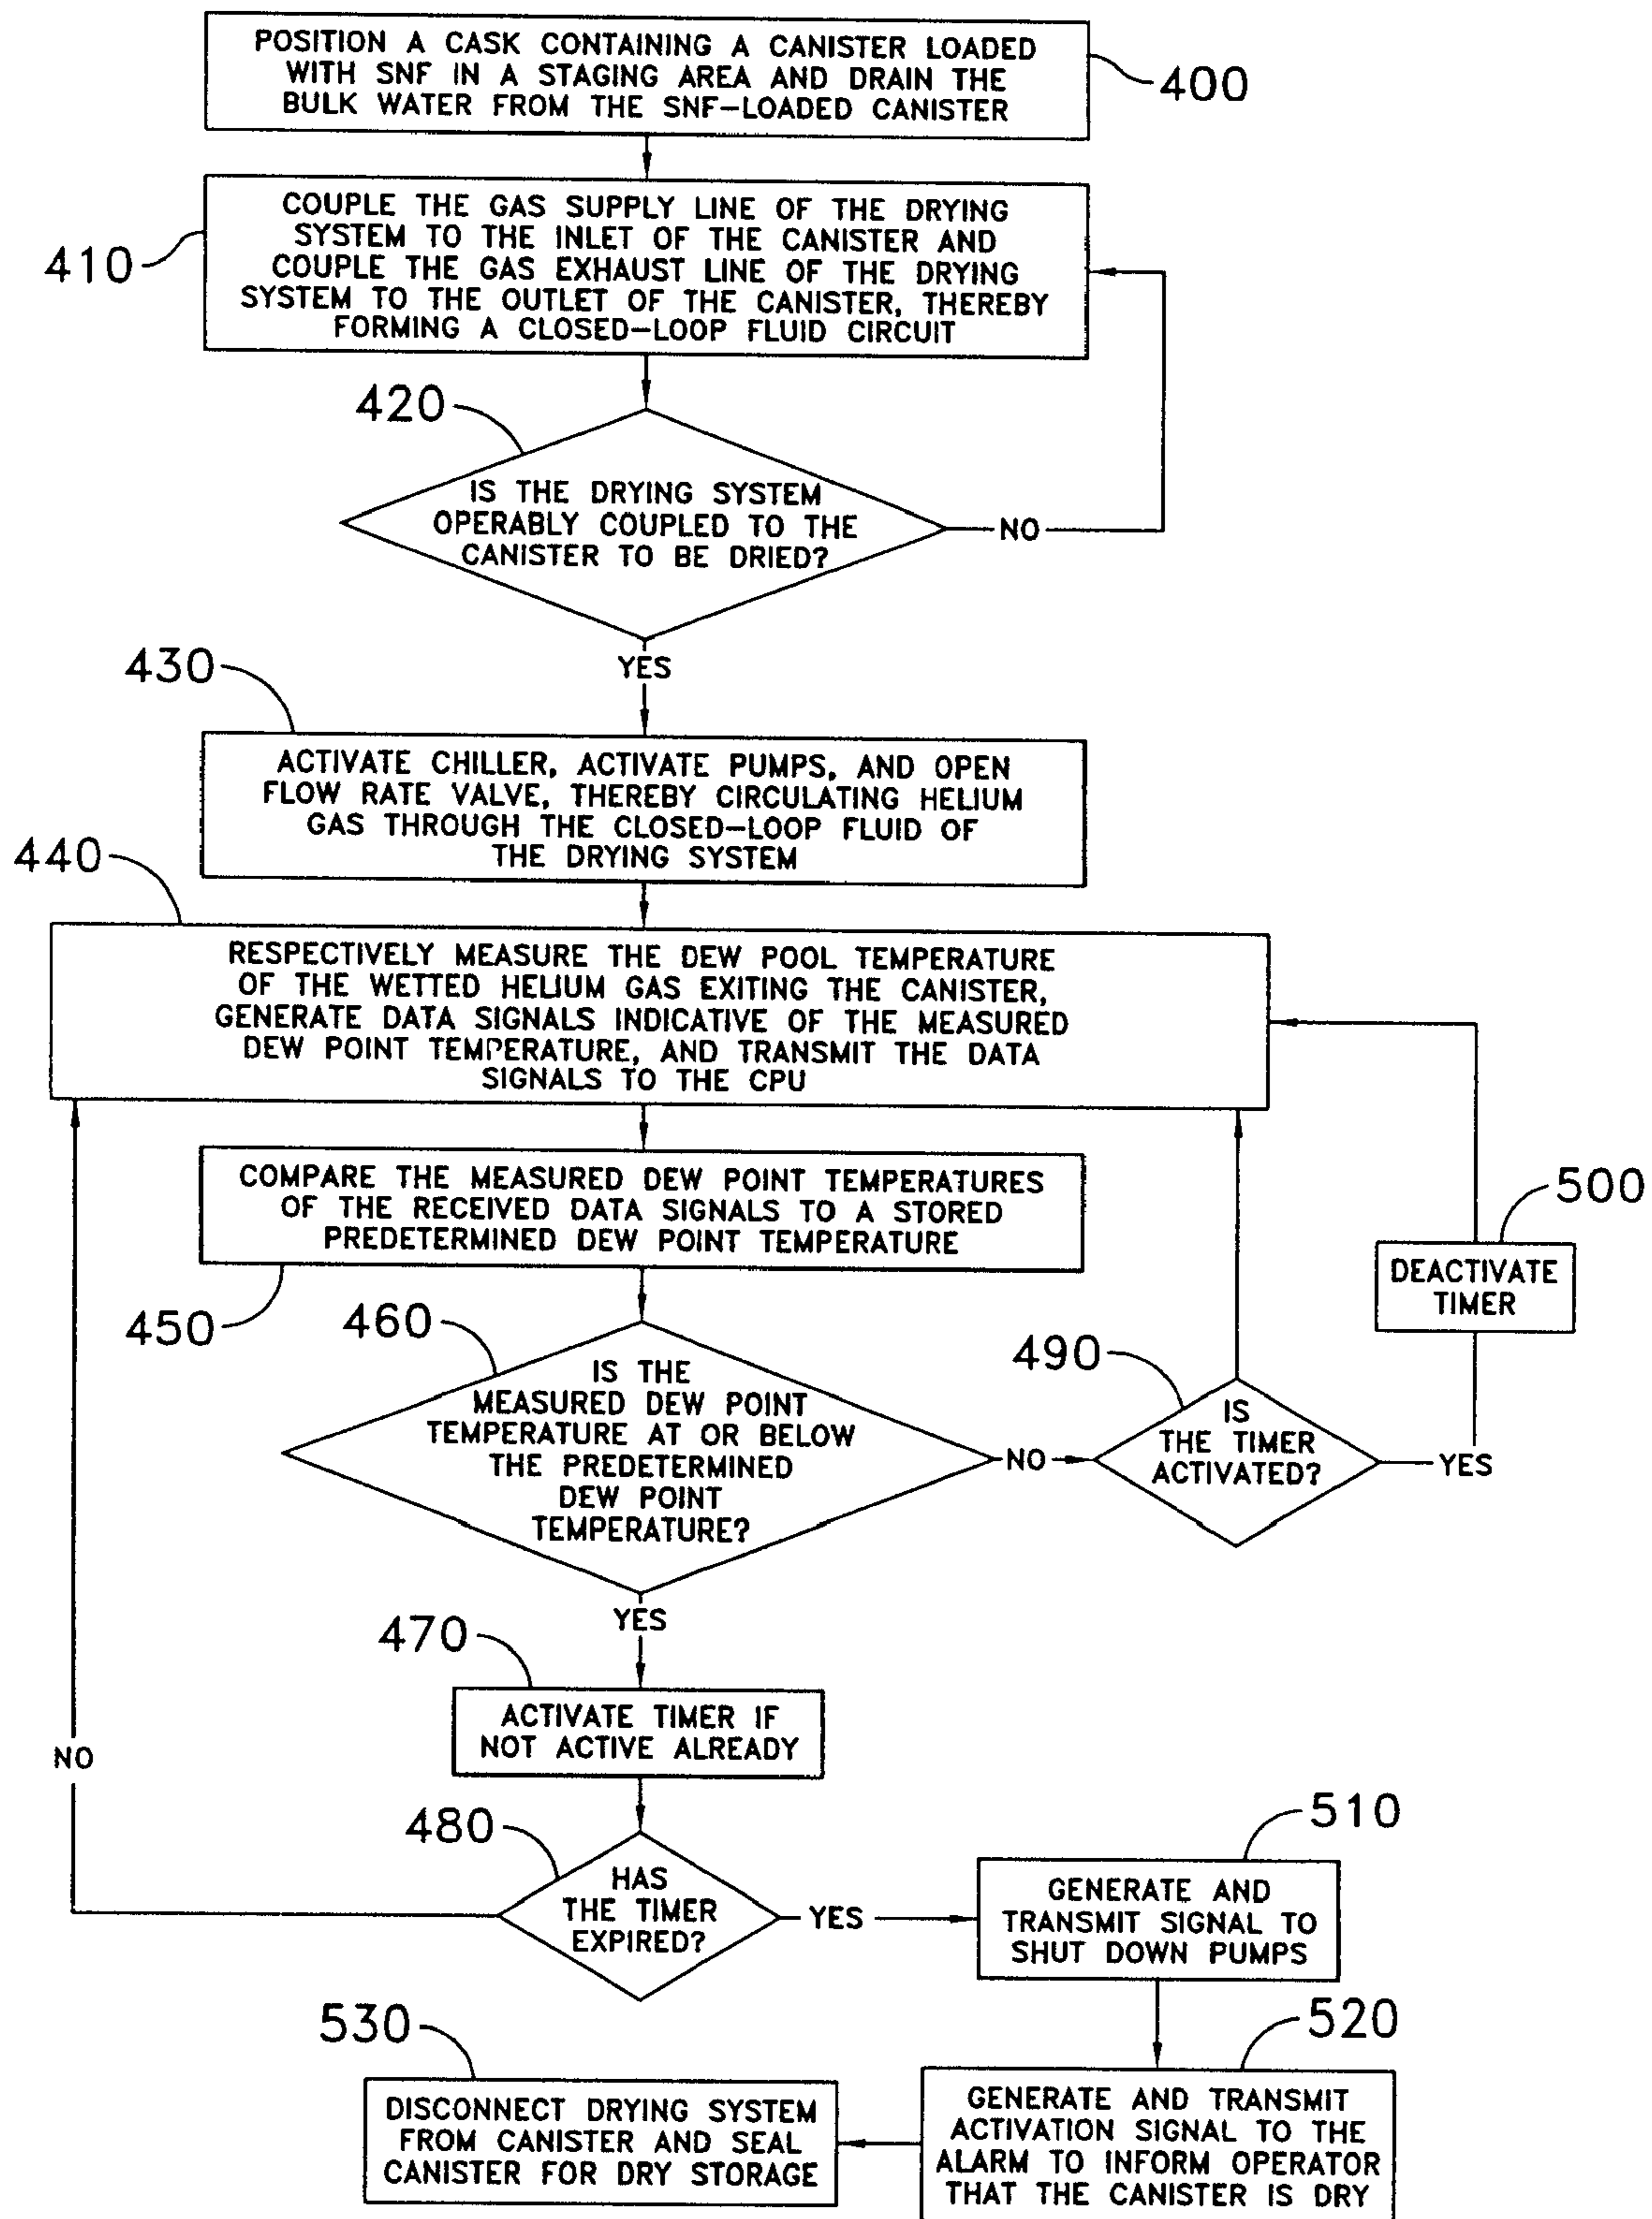 POSITION A CASK CONTAINING A CANISTER LOADED
WITH SNF IN A STAGING AREA AND DRAIN THE
BULK WATER FROM THE SNF-LOADED CANISTER
400
COUPLE THE GAS SUPPLY LINE OF THE DRYING
SYSTEM TO THE INLET OF THE CANISTER AND
COUPLE THE GAS EXHAUST LINE OF THE DRYING
SYSTEM TO THE OUTLET OF THE CANISTER, THEREBY
FORMING A CLOSED-LOOP FLUID CIRCUIT
410
420
IS THE DRYING SYSTEM
OPERABLY COUPLED TO THE
CANISTER TO BE DRIED?
NO
YES
430
ACTIVATE CHILLER, ACTIVATE PUMPS, AND OPEN
FLOW RATE VALVE, THEREBY CIRCULATING HELIUM
GAS THROUGH THE CLOSED-LOOP FLUID OF
THE DRYING SYSTEM
440
RESPECTIVELY MEASURE THE DEW POOL TEMPERATURE
OF THE WETTED HELIUM GAS EXITING THE CANISTER,
GENERATE DATA SIGNALS INDICATIVE OF THE MEASURED
DEW POINT TEMPERATURE, AND TRANSMIT THE DATA
SIGNALS TO THE CPU
COMPARE THE MEASURED DEW POINT TEMPERATURES
OF THE RECEIVED DATA SIGNALS TO A STORED
PREDETERMINED DEW POINT TEMPERATURE
450
500
DEACTIVATE
TIMER
460
IS THE
MEASURED DEW POINT
TEMPERATURE AT OR BELOW
THE PREDETERMINED
DEW POINT
TEMPERATURE?
NO
490
IS
THE TIMER
ACTIVATED?
YES
YES
470
ACTIVATE TIMER IF
NOT ACTIVE ALREADY
NO
480
HAS
THE TIMER
EXPIRED?
YES
510
GENERATE AND
TRANSMIT SIGNAL TO
SHUT DOWN PUMPS
520
GENERATE AND TRANSMIT
ACTIVATION SIGNAL TO THE
ALARM TO INFORM OPERATOR
THAT THE CANISTER IS DRY
530
DISCONNECT DRYING SYSTEM
FROM CANISTER AND SEAL
CANISTER FOR DRY STORAGE